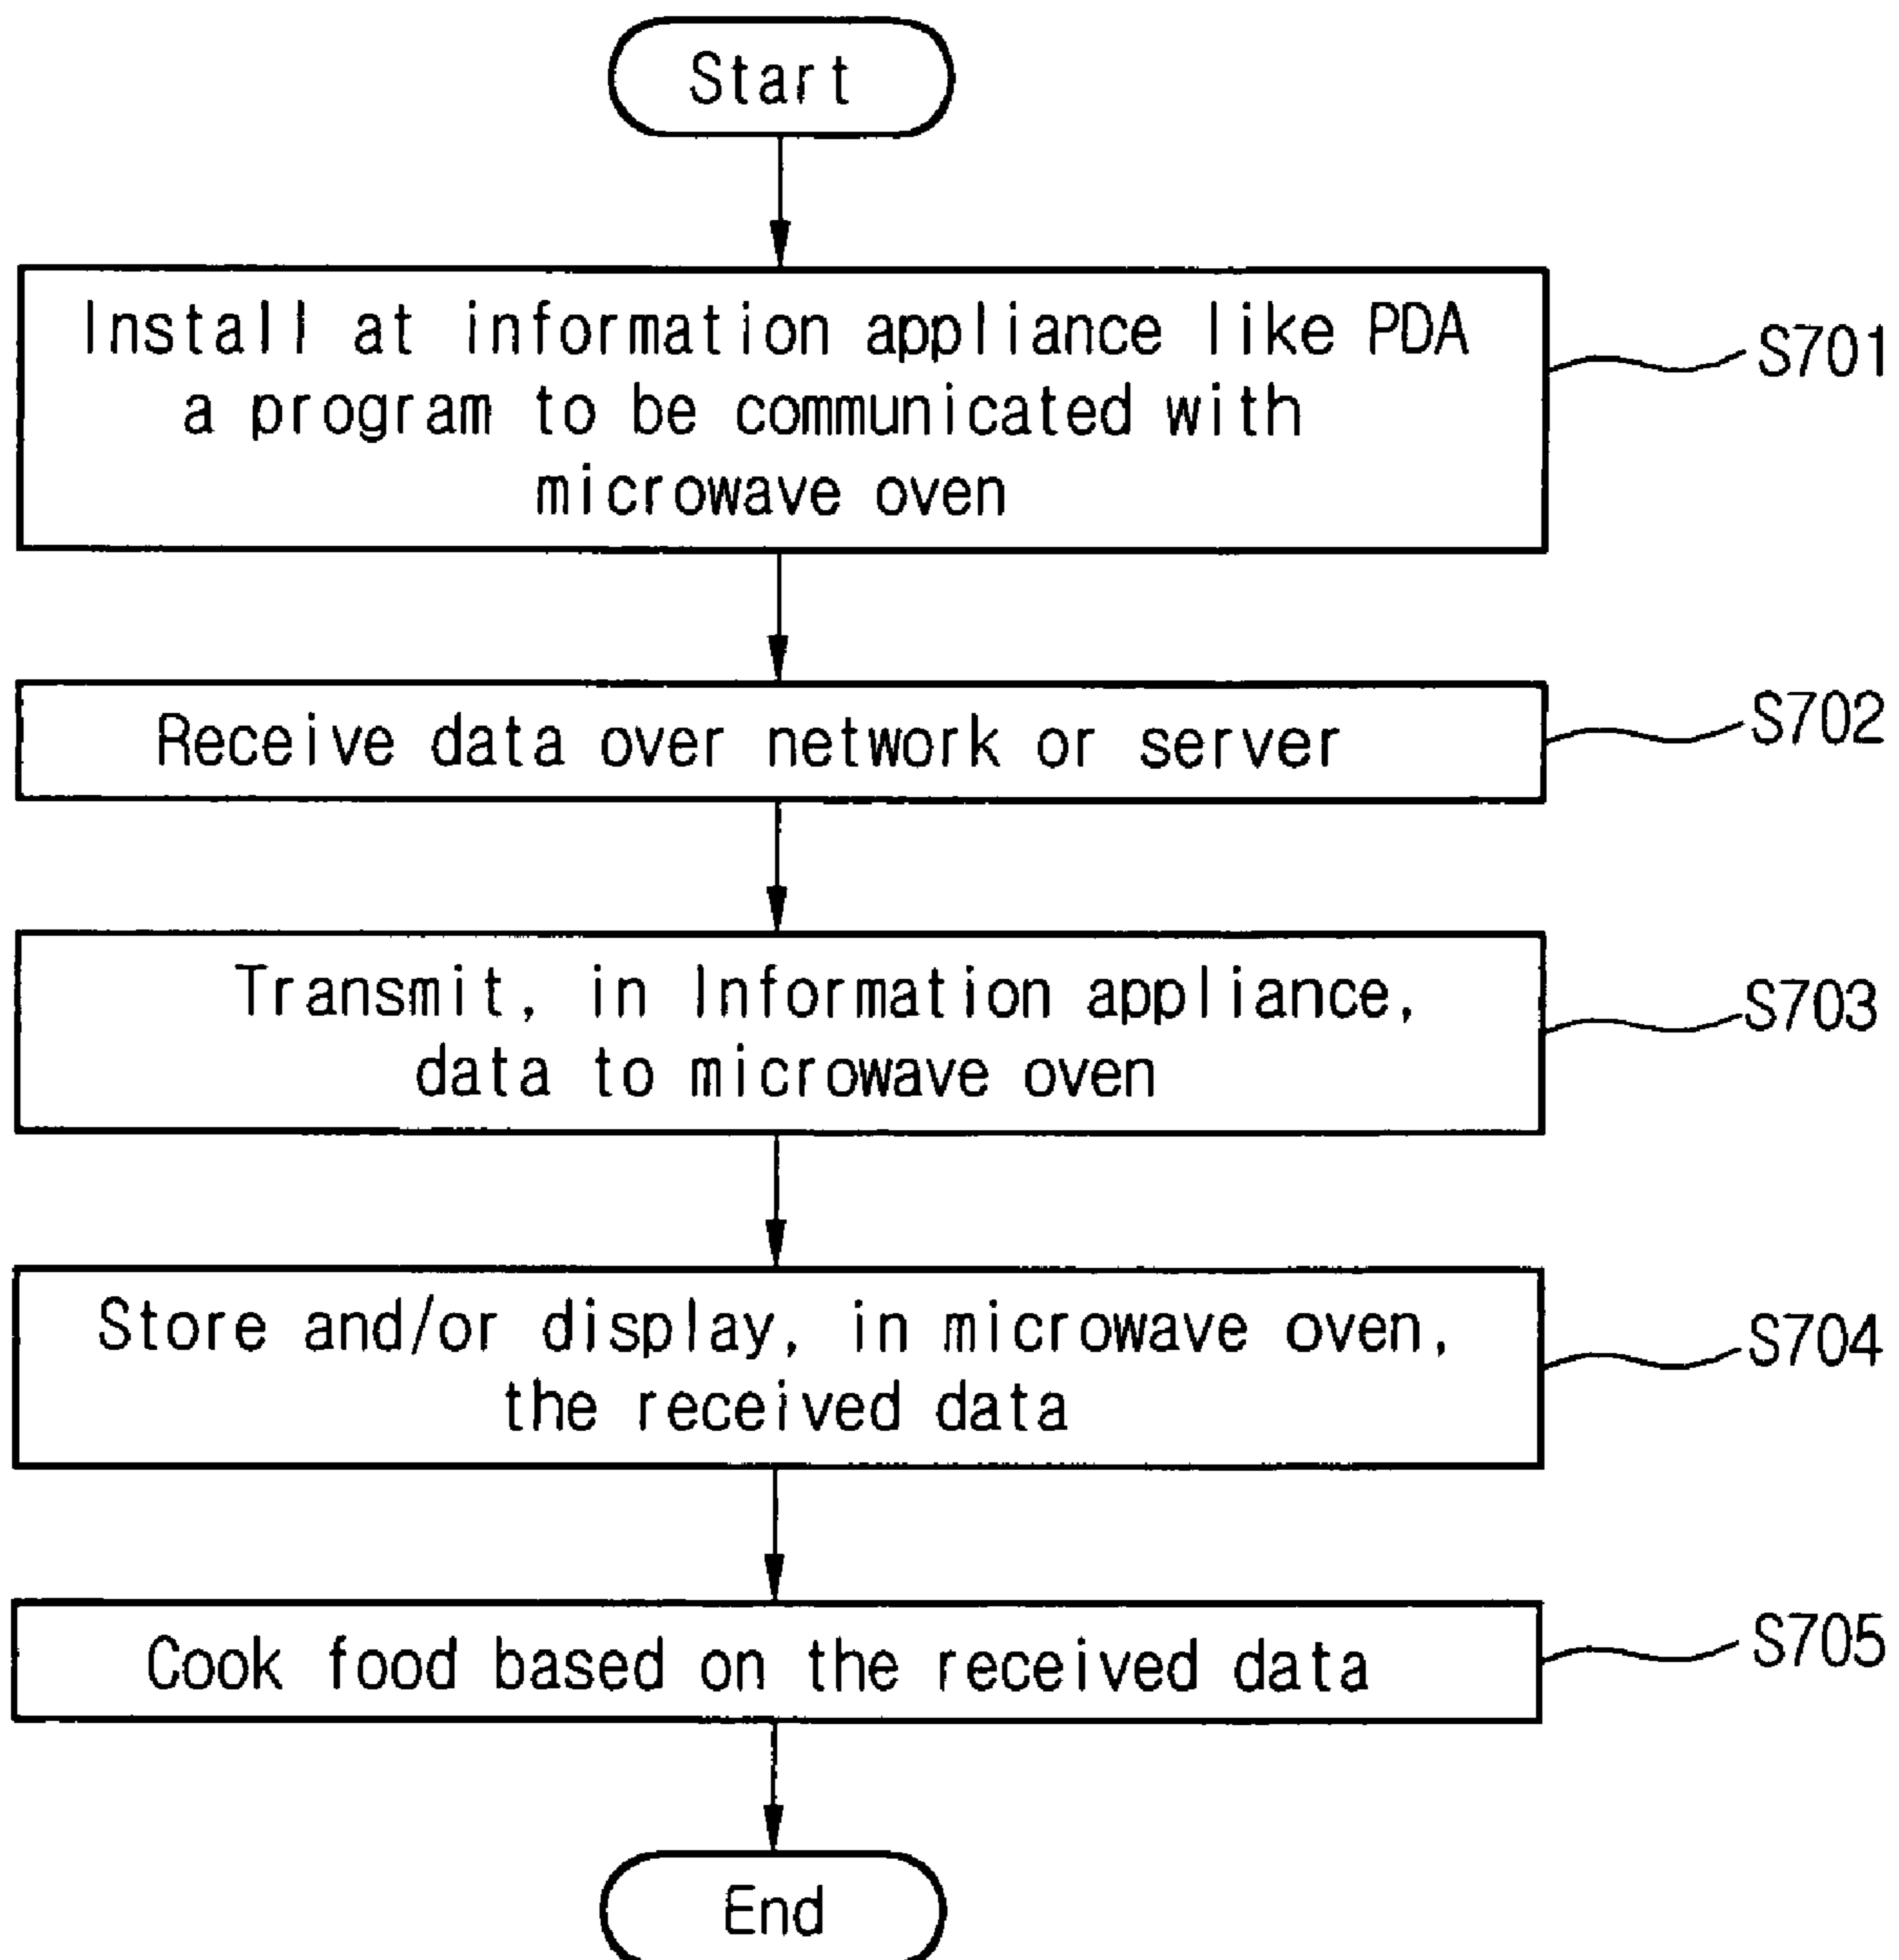 Start
Install at information appliance like PDA
a program to be communicated with
microwave oven
S701
Receive data over network or server
S702
Transmit, in Information appliance,
data to microwave oven
S703
Store and/or display, in microwave oven,
the received data
S704
Cook food based on the received data
S705
End